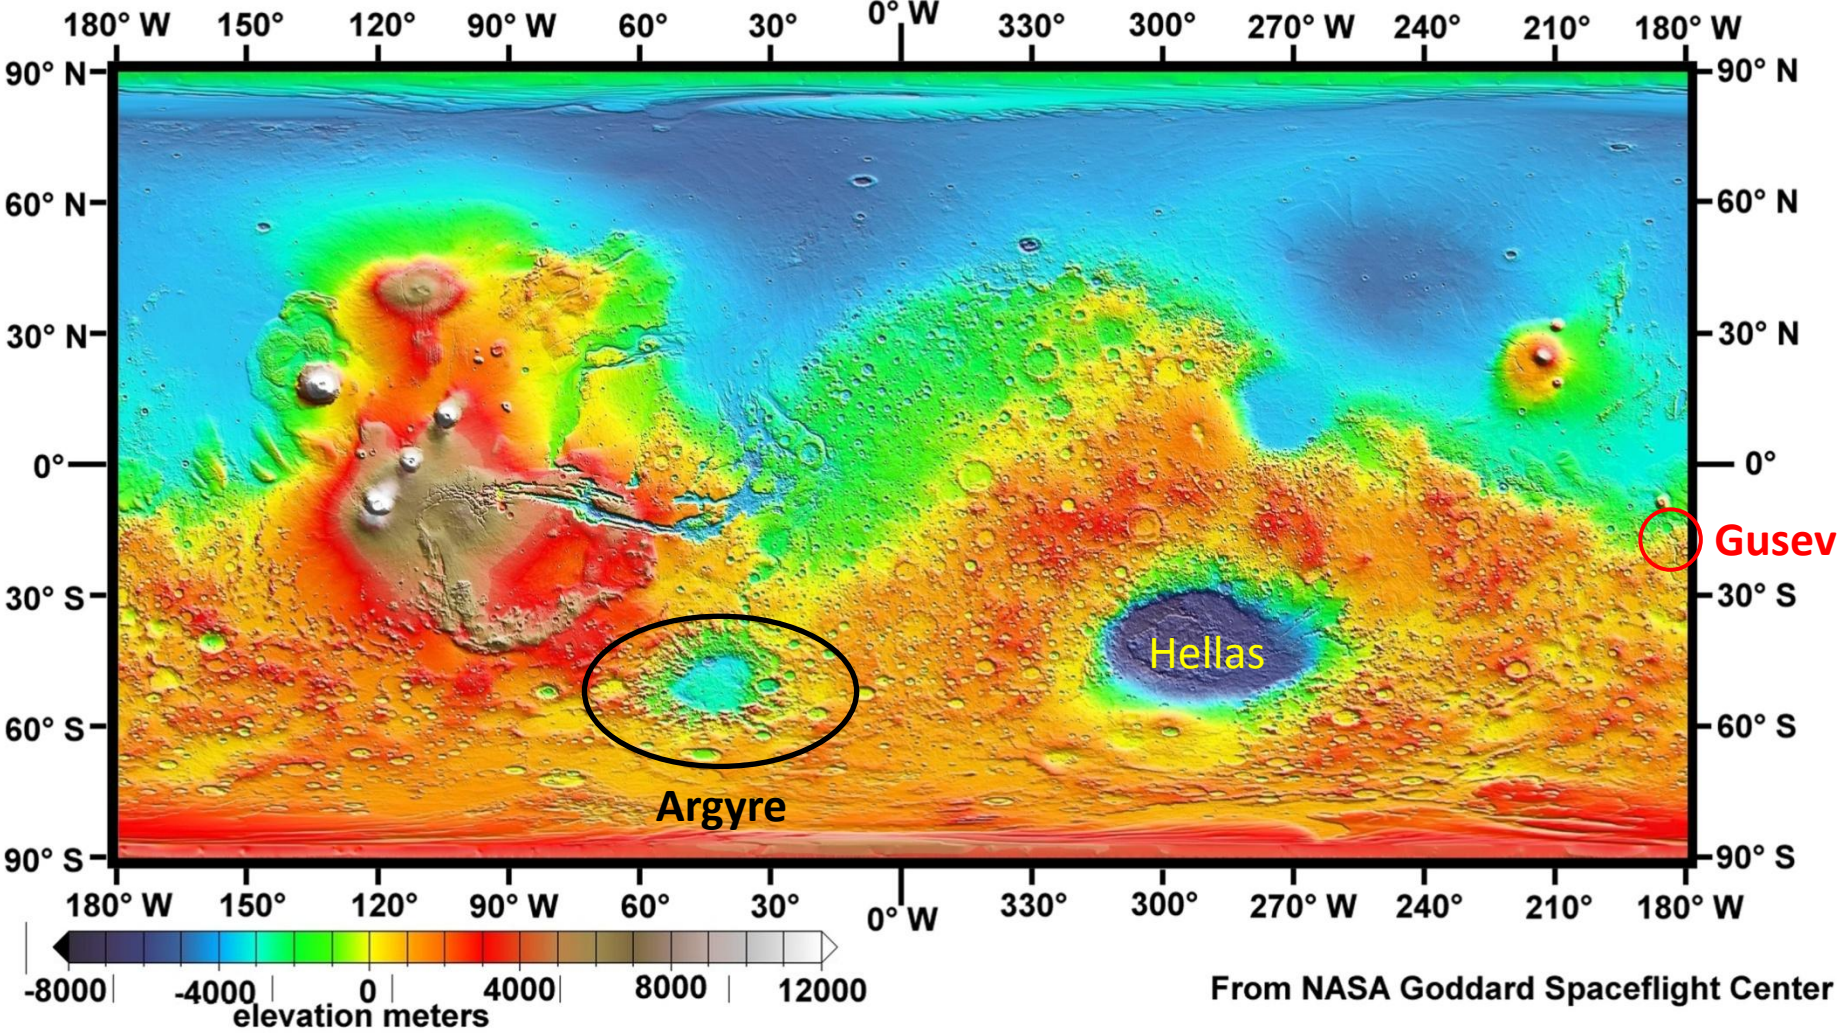 180° W 150° 120° 90° W 60° 30° 0° W 330° 300° 270° W 240° 210° 180° W
90° N 90° N
60° N 60° N
30° N 30° N
0° 0°
Gusev
30° S 30° S
Hellas
60° S 60° S
Argyre
90° S 90° S
180° W 150° 120° 90° W 60° 30° 0° W 330° 300° 270° W 240° 210° 180° W
-8000 -4000 0 4000 8000 12000
elevation meters
From NASA Goddard Spaceflight Center